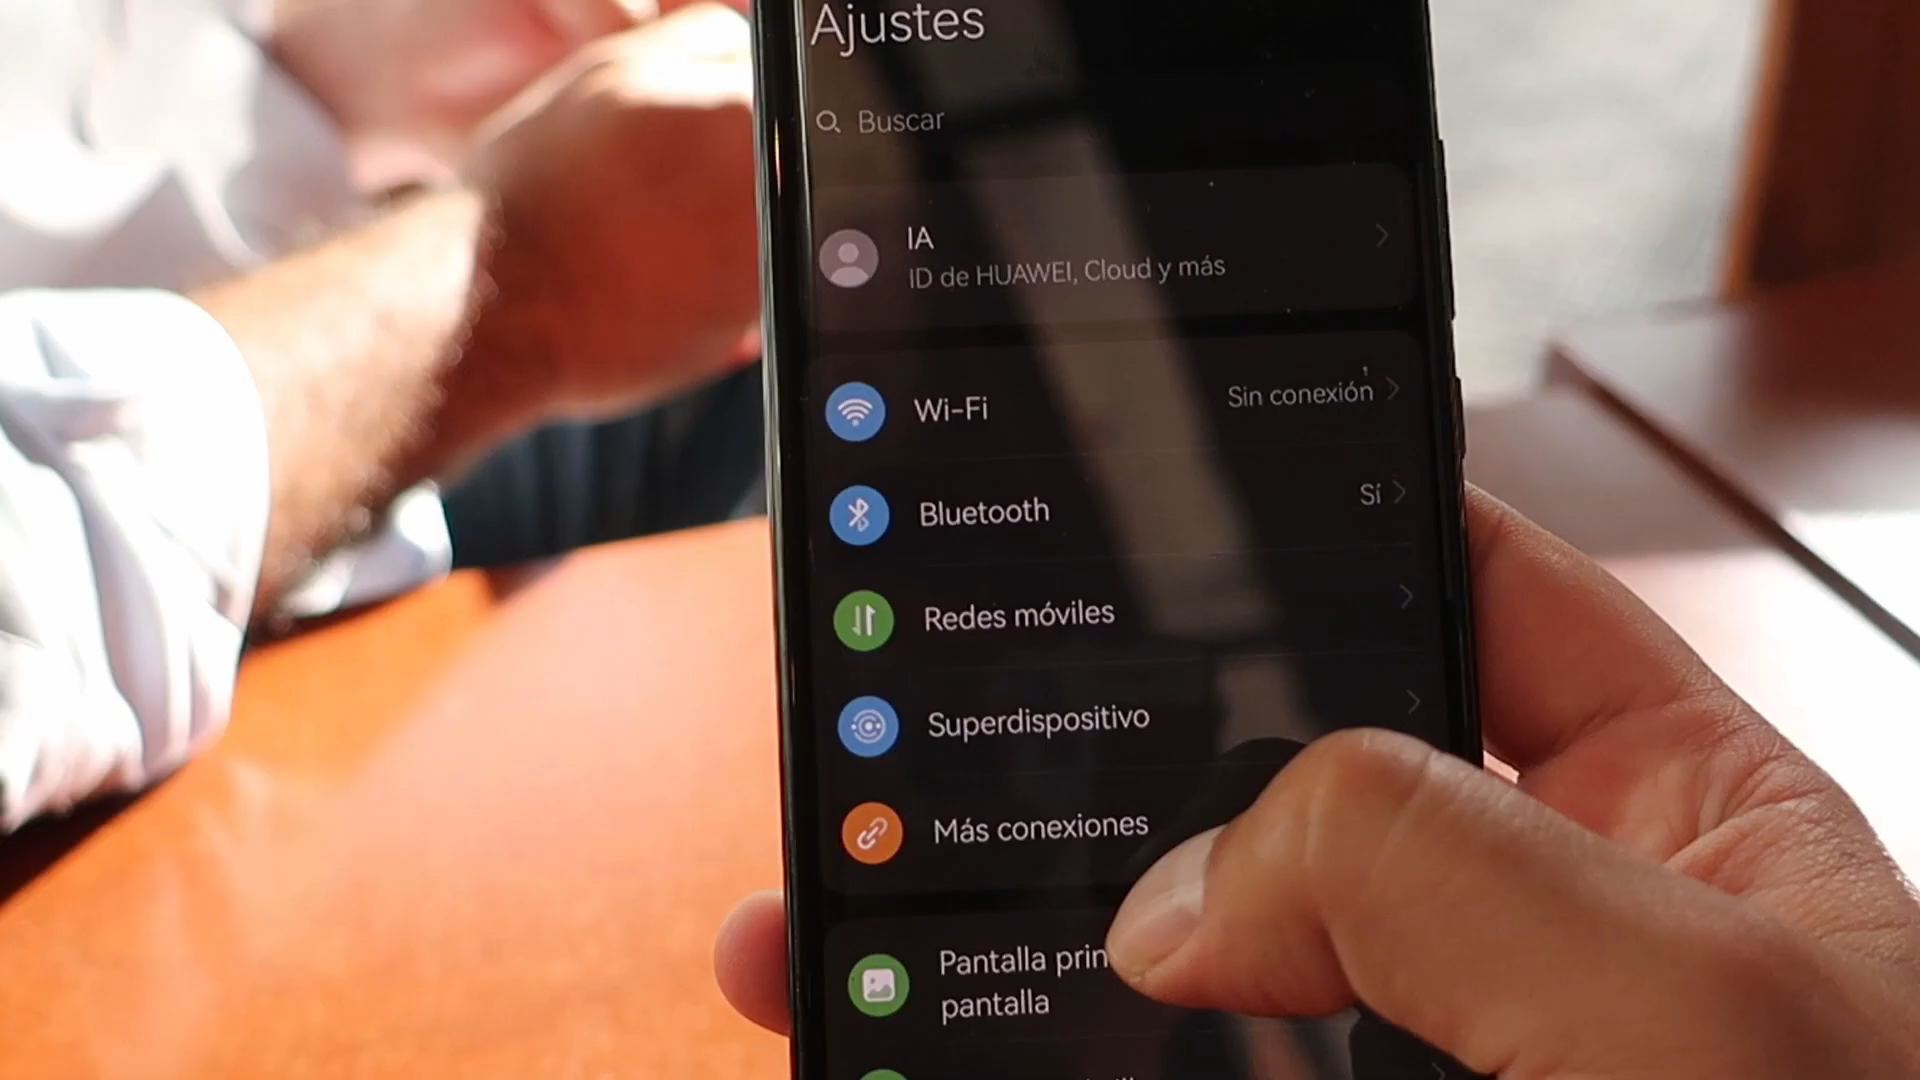 Ajustes
Buscar
IA
ID de HUAWEI, Cloud y más
Wi-Fi
Sin conexión
Bluetooth
Sí
Redes móviles
Superdispositivo
Más conexiones
Pantalla prin
pantalla